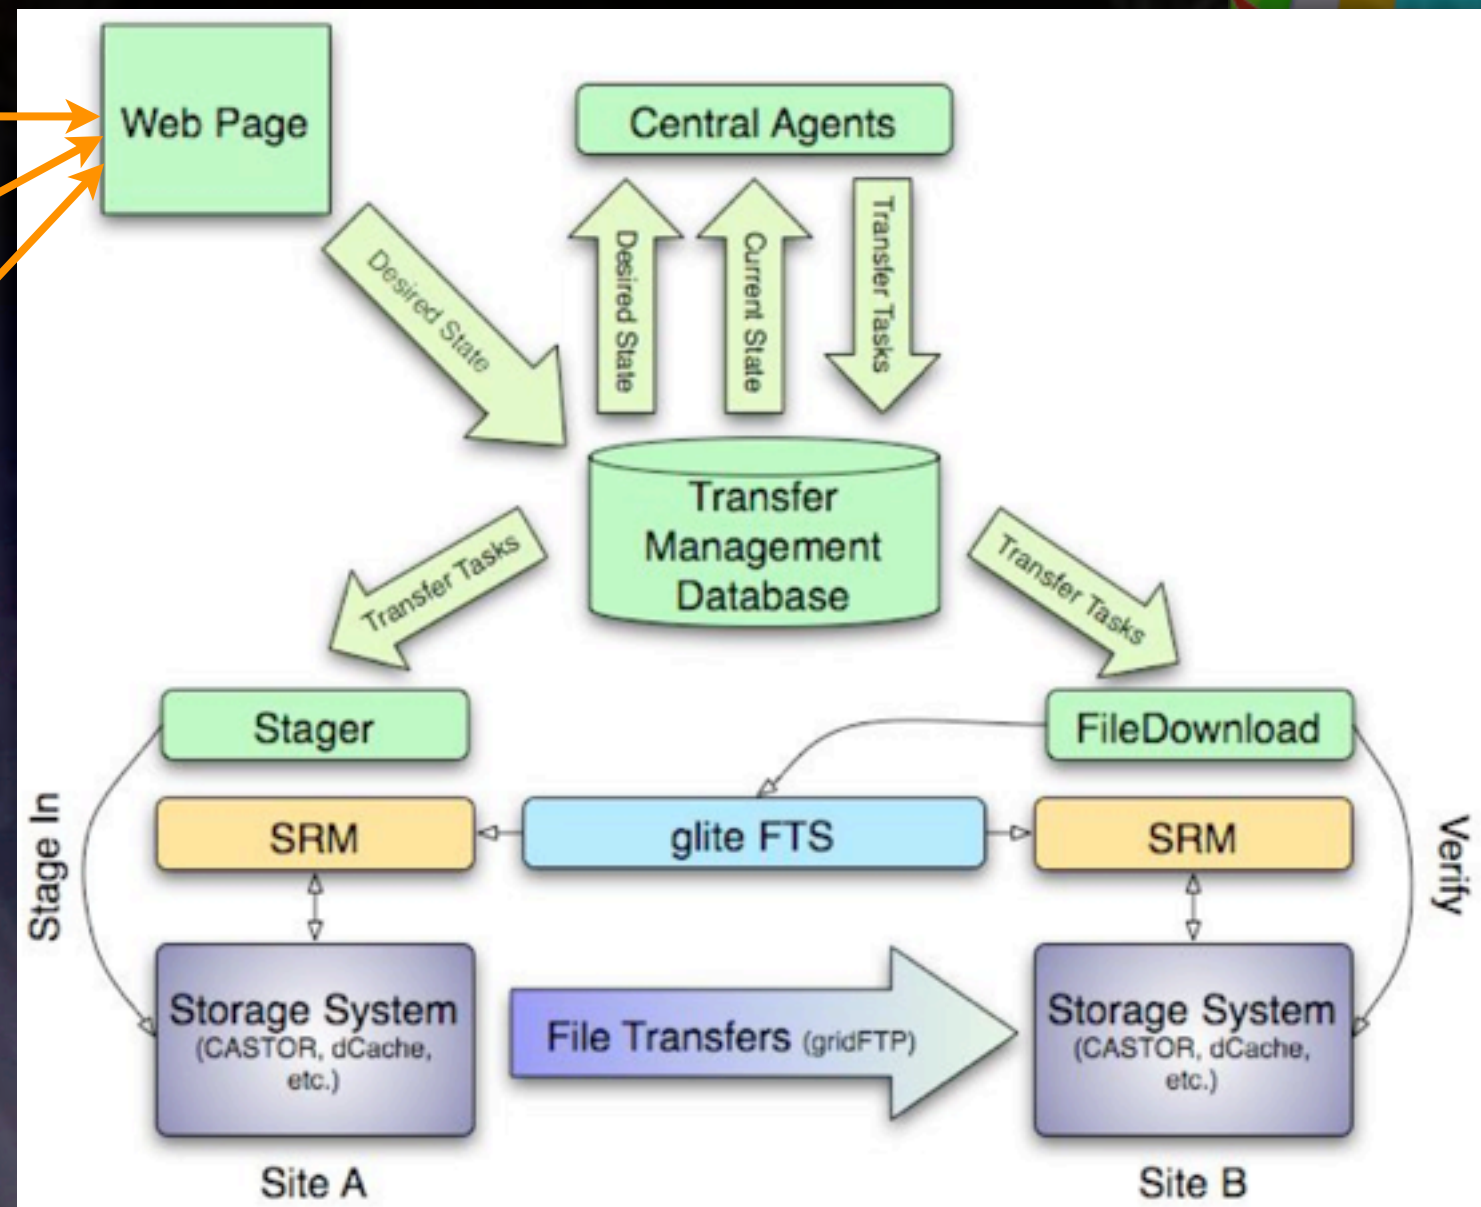 Web Page
Central Agents
Desired State
Desired State
Current State
Transfer Tasks
Transfer
Management
Database
Transfer Tasks
Transfer Tasks
Stager
FileDownload
Stage In
SRM
glite FTS
SRM
Verify
Storage System
(CASTOR, dCache,
etc.)
File Transfers (gridFTP)
Storage System
(CASTOR, dCache,
etc.)
Site A
Site B